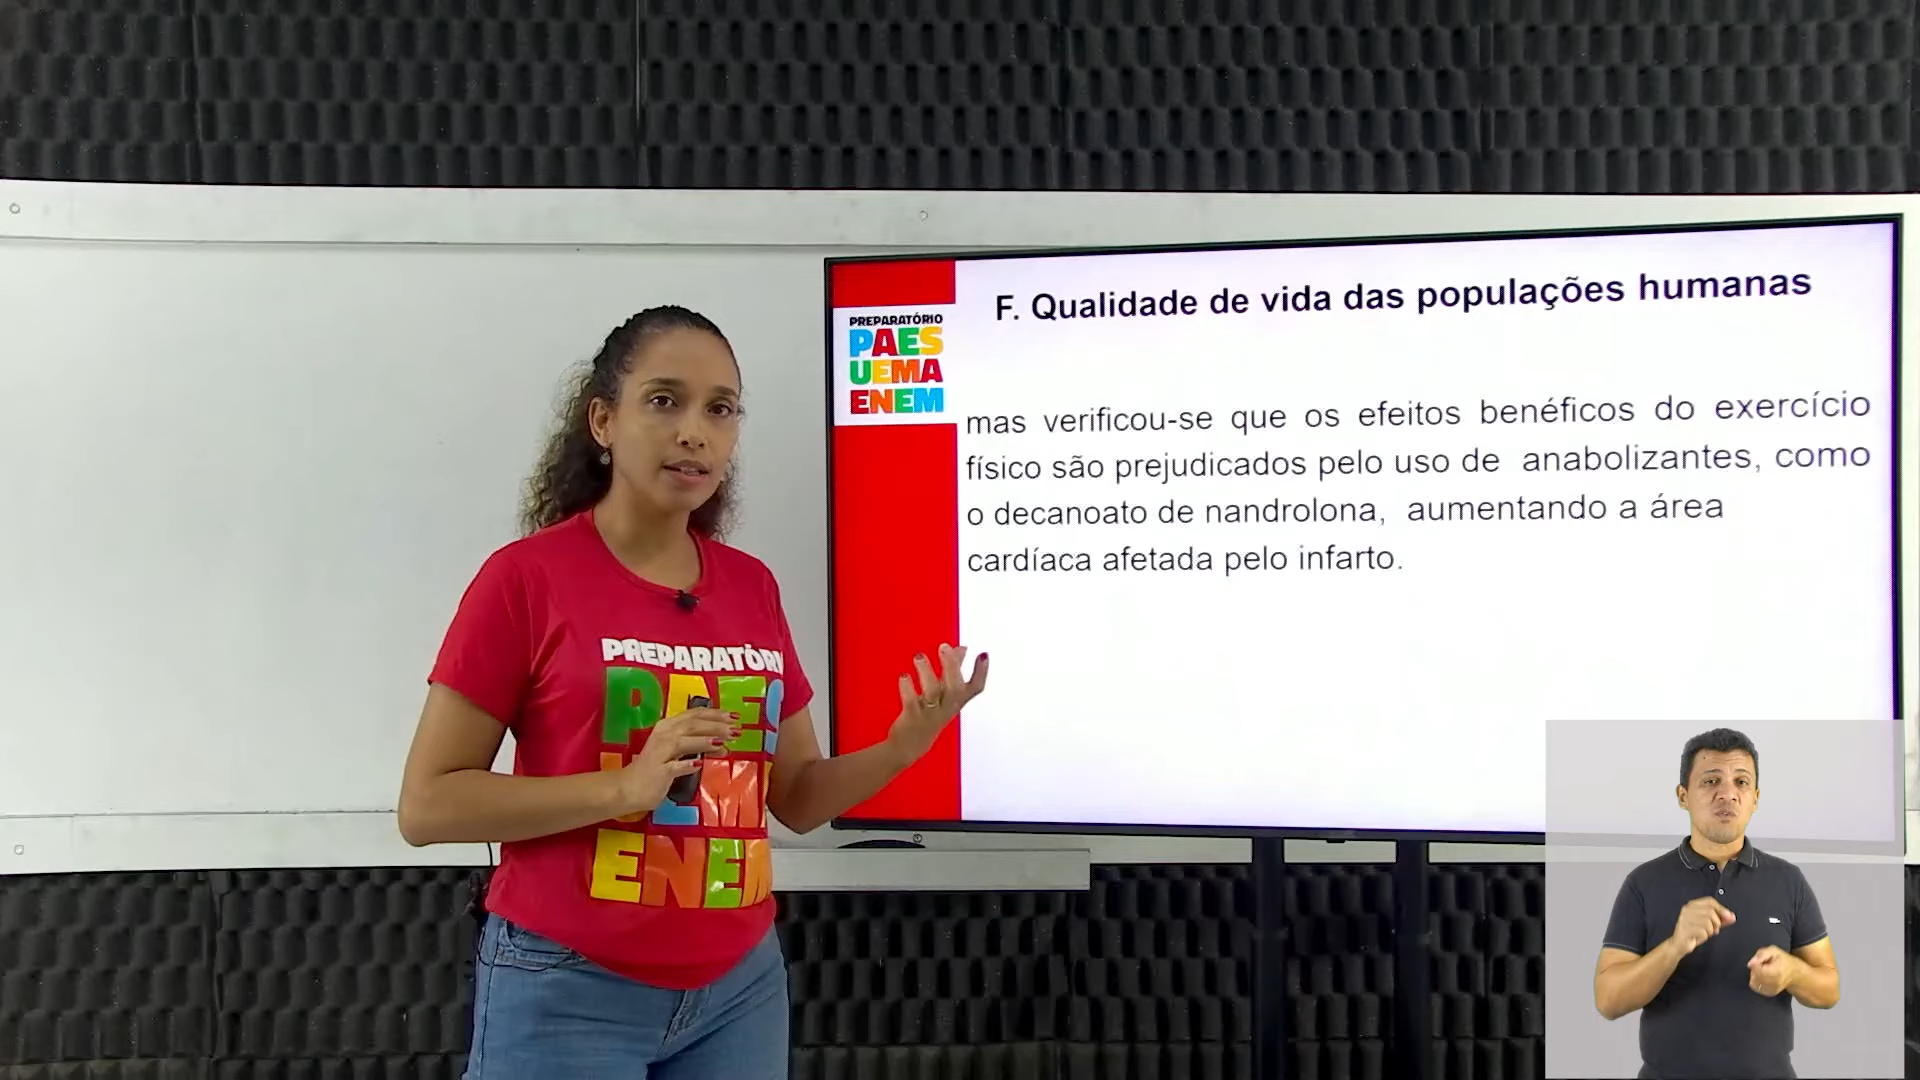 F. Qualidade de vida das populações humanas
PREPARATÓRIO
PAES
UEMA
ENEM
mas verificou-se que os efeitos benéficos do exercício
físico são prejudicados pelo uso de anabolizantes, como
o decanoato de nandrolona, aumentando a área
cardíaca afetada pelo infarto.
PREPARATÓRI
PAES
UEM
ENEM